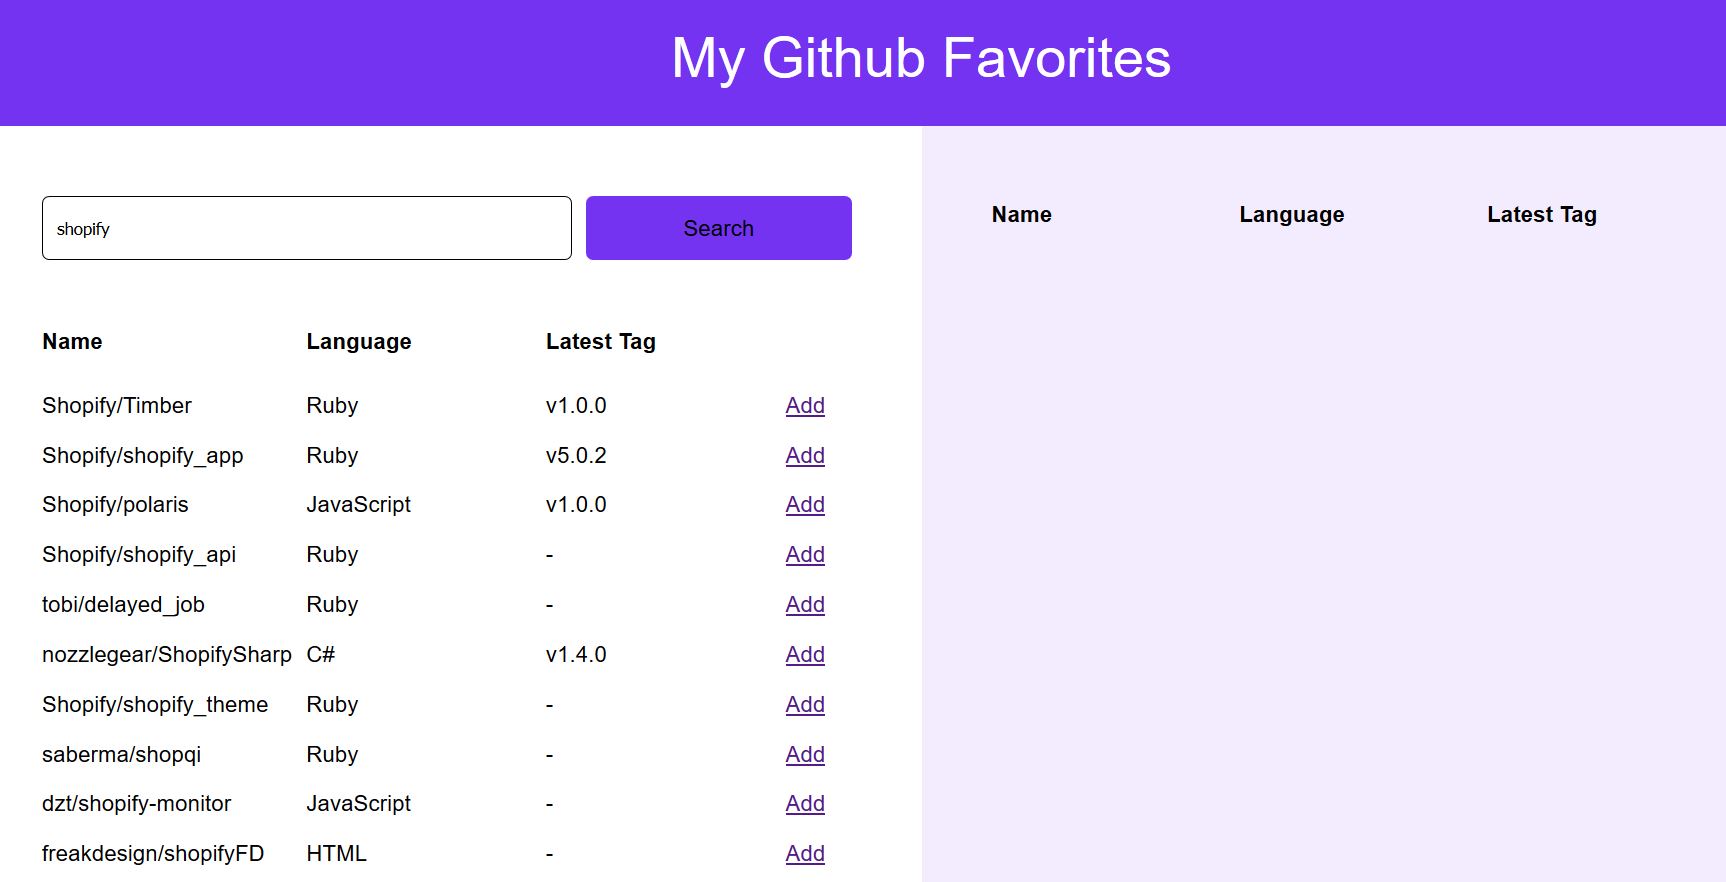 My Github Favorites
shopify
Search
Name Language Latest Tag
Shopify/Timber Ruby v1.0.0 Add
Shopify/shopify_app Ruby v5.0.2 Add
Shopify/polaris JavaScript v1.0.0 Add
Shopify/shopify_api Ruby - Add
tobi/delayed_job Ruby - Add
nozzlegear/ShopifySharp C# v1.4.0 Add
Shopify/shopify_theme Ruby - Add
saberma/shopqi Ruby - Add
dzt/shopify-monitor JavaScript - Add
freakdesign/shopifyFD HTML - Add
Name Language Latest Tag